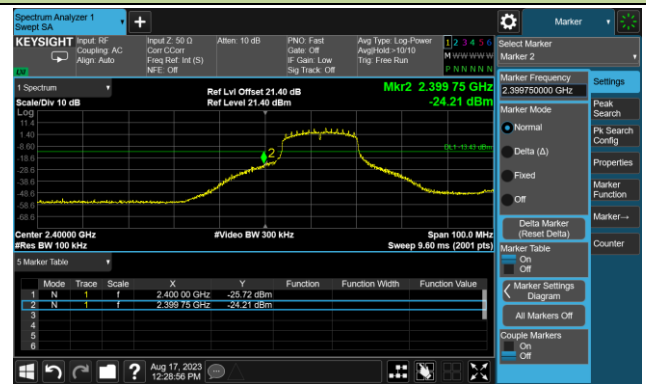 Spectrum Analyzer 1
Swept SA
+
Marker
KEYSIGHT
Input: RF
Coupling: AC
Align: Auto
Input Z: 50 Ω
Corr CCorr
Freq Ref: Int (S)
NFE: Off
Atten: 10 dB
PNO: Fast
Gate: Off
IF Gain: Low
Sig Track: Off
Avg Type: Log-Power
Avg|Hold:>10/10
Trig: Free Run
1 2 3 4 5 6
M W W W W W
P N N N N N
Select Marker
Marker 2
1 Spectrum
Scale/Div 10 dB
Log
Ref Lvl Offset 21.40 dB
Ref Level 21.40 dBm
Mkr2 2.399 75 GHz
-24.21 dBm
11.4
1.40
-8.60
-18.6
-28.6
-38.6
-48.6
-58.6
-68.6
2
DL1 -13.43 dBm
Center 2.40000 GHz
#Res BW 100 kHz
#Video BW 300 kHz
Span 100.0 MHz
Sweep 9.60 ms (2001 pts)
5 Marker Table
Mode Trace Scale X Y Function Function Width Function Value
1 N 1 f 2.400 00 GHz -25.72 dBm
2 N 1 f 2.399 75 GHz -24.21 dBm
3
4
5
6
Marker Frequency
2.399750000 GHz
Marker Mode
Normal
Delta (Δ)
Fixed
Off
Delta Marker
(Reset Delta)
Marker Table
On
Off
Marker Settings
Diagram
All Markers Off
Couple Markers
On
Off
Settings
Peak
Search
Pk Search
Config
Properties
Marker
Function
Marker→
Counter
?
Aug 17, 2023
12:28:56 PM